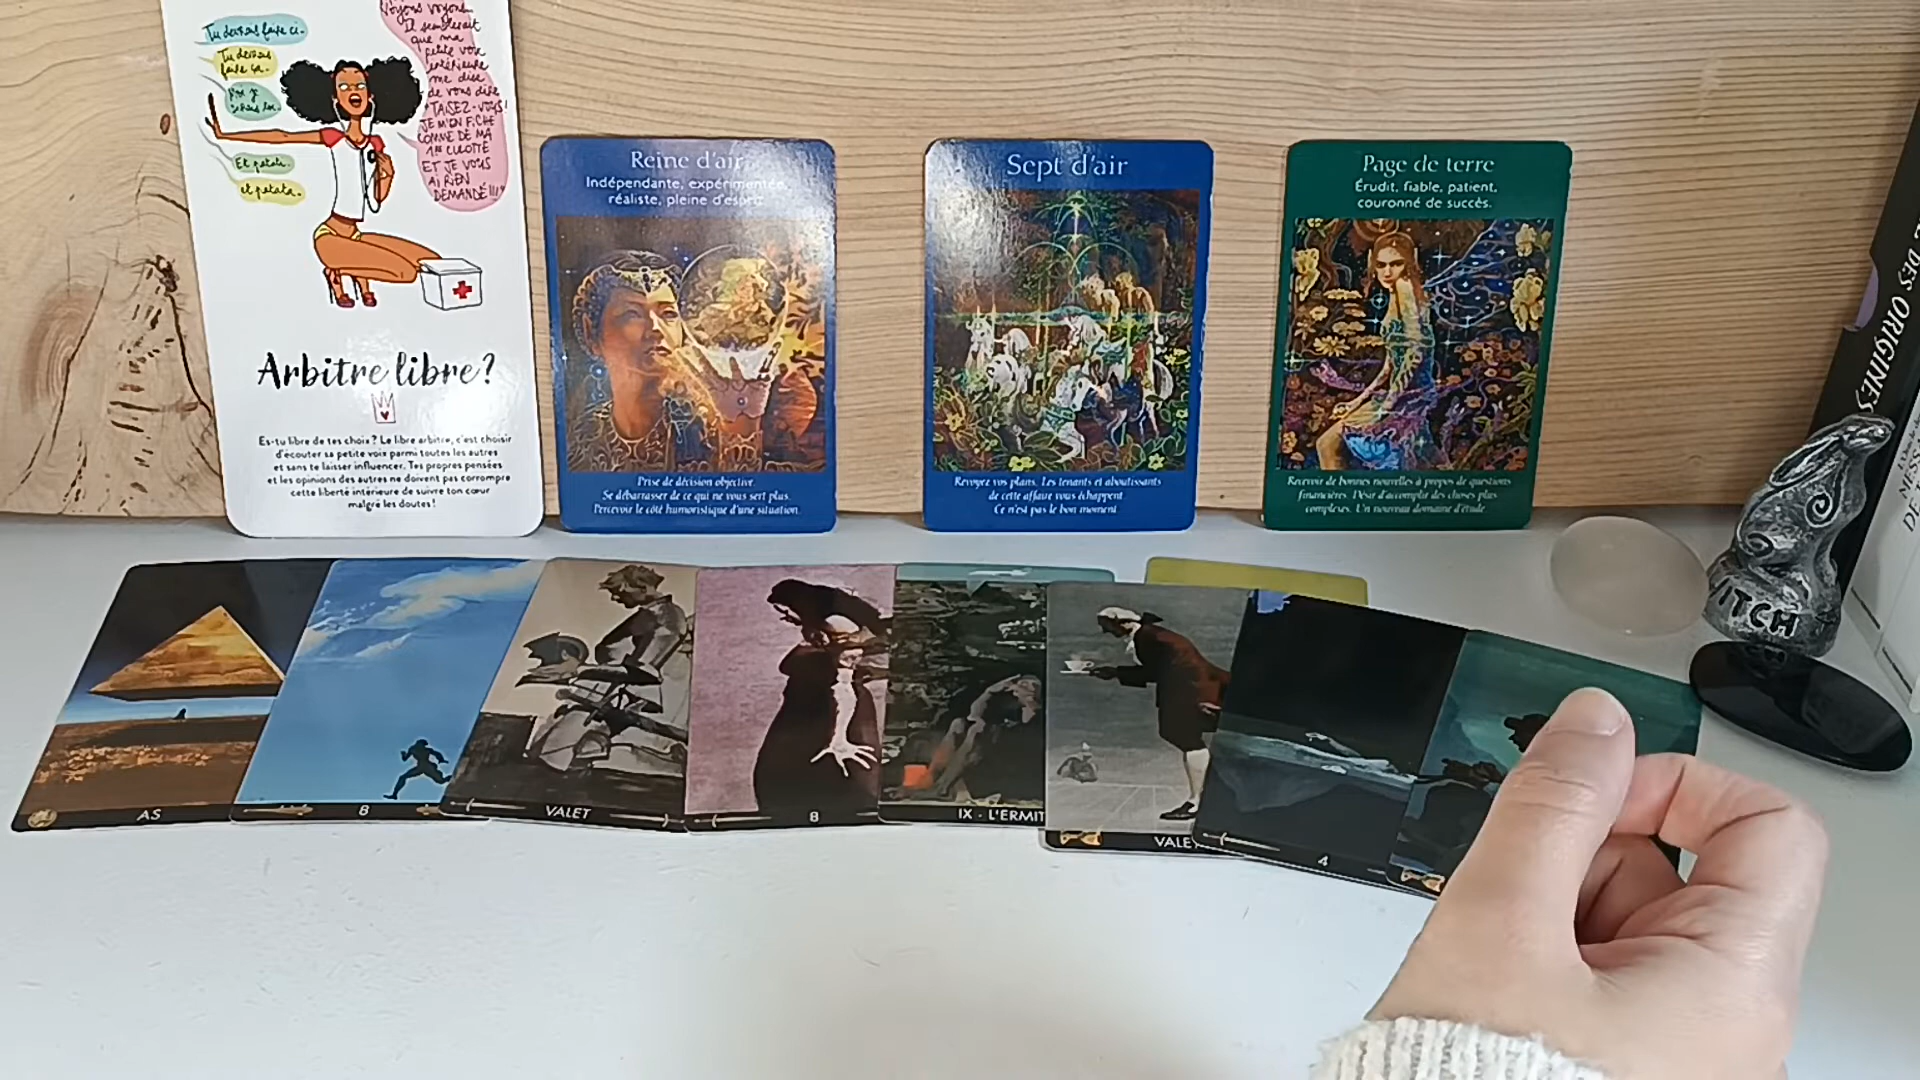 Tu devrais faire ci.
Tu devrais
faire ça.
Et patati.
et patata.
voyons voyons
Il semblerait
que ma
petite voix
intérieure
me dise
de vous dire
"TAISEZ-VOUS!
JE M'EN FICHE
COMME DE MA
1ÈRE CULOTTE
ET JE VOUS
AI RIEN
DEMANDÉ!!!!"
Arbitre libre?
Es-tu libre de tes choix ? Le libre arbitre, c'est choisir
d'écouter sa petite voix parmi toutes les autres
et sans te laisser influencer. Tes propres pensées
et les opinions des autres ne doivent pas corrompre
cette liberté intérieure de suivre ton cœur
malgré les doutes !
Reine d'air
Indépendante, expérimentée,
réaliste, pleine d'esprit.
Prise de décision objective.
Se débarrasser de ce qui ne vous sert plus.
Percevoir le côté humoristique d'une situation.
Sept d'air
Revoyez vos plans. Les tenants et aboutissants
de cette affaire vous échappent.
Ce n'est pas le bon moment.
Page de terre
Érudit, fiable, patient,
couronné de succès.
Recevoir de bonnes nouvelles à propos de questions
financières. Désir d'accomplir des choses plus
complexes. Un nouveau domaine d'étude.
AS
8
VALET
8
IX - L'ERMIT
VALE
4
DES ORIGINES
WITCH